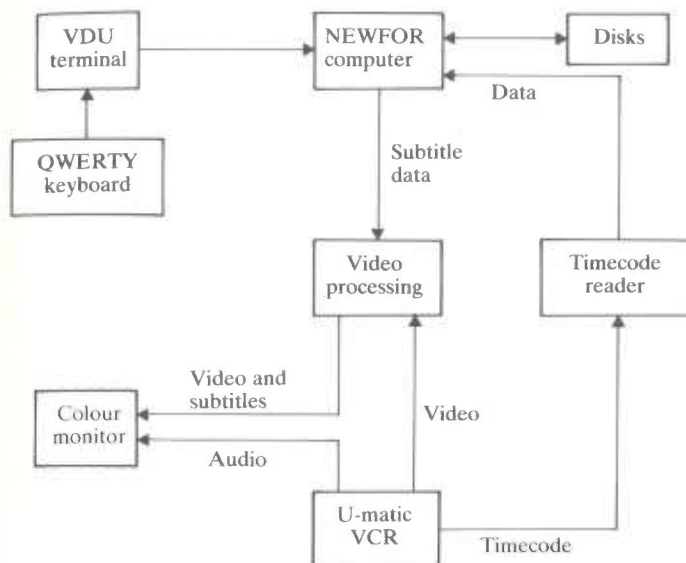 VDU
terminal
NEWFOR
computer
Disks
Data
QWERTY
keyboard
Subtitle
data
Video
processing
Timecode
reader
Video and
subtitles
Colour
monitor
Video
Audio
U-matic
VCR
Timecode